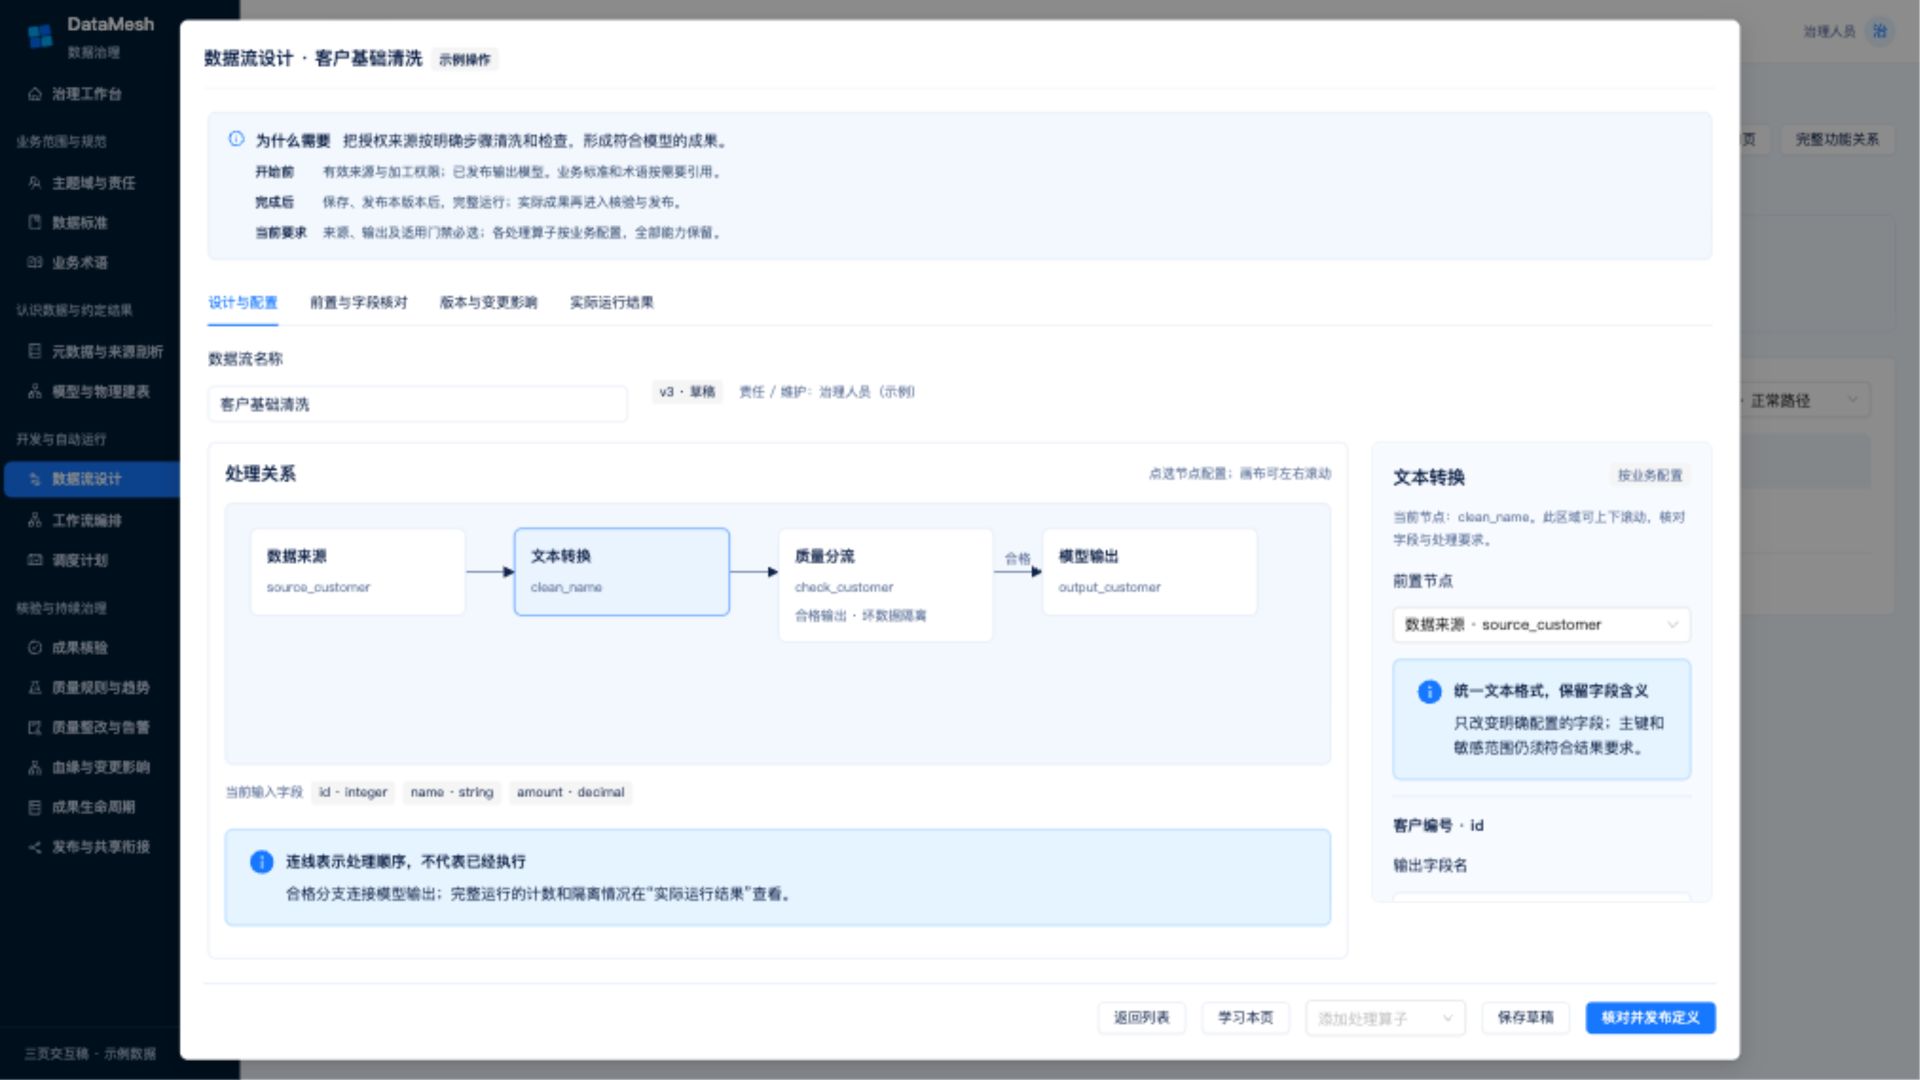 DataMesh
数据治理
治理工作台
业务范围与规范
主题域与责任
数据标准
业务术语
认识数据与约定结果
元数据与来源剖析
模型与物理建表
开发与自动运行
数据流设计
工作流编排
调度计划
核验与持续治理
成果核验
质量规则与趋势
质量整改与告警
血缘与变更影响
成果生命周期
发布与共享衔接
三页交互稿 · 示例数据
治理人员 治
页 完整功能关系
· 正常路径
数据流设计 · 客户基础清洗 示例操作
为什么需要 把授权来源按明确步骤清洗和检查，形成符合模型的成果。
开始前 有效来源与加工权限；已发布输出模型。业务标准和术语按需要引用。
完成后 保存、发布本版本后，完整运行；实际成果再进入核验与发布。
当前要求 来源、输出及适用门禁必选；各处理算子按业务配置，全部能力保留。
设计与配置 前置与字段核对 版本与变更影响 实际运行结果
数据流名称
客户基础清洗
v3 · 草稿 责任 / 维护：治理人员（示例）
处理关系
点选节点配置；画布可左右滚动
数据来源
source_customer
文本转换
clean_name
质量分流
check_customer
合格输出 · 坏数据隔离
合格
模型输出
output_customer
当前输入字段 id · integer name · string amount · decimal
连线表示处理顺序，不代表已经执行
合格分支连接模型输出；完整运行的计数和隔离情况在“实际运行结果”查看。
文本转换 按业务配置
当前节点：clean_name。此区域可上下滚动，核对
字段与处理要求。
前置节点
数据来源 · source_customer
统一文本格式，保留字段含义
只改变明确配置的字段；主键和
敏感范围仍须符合结果要求。
客户编号 · id
输出字段名
返回列表 学习本页 添加处理算子 保存草稿 核对并发布定义